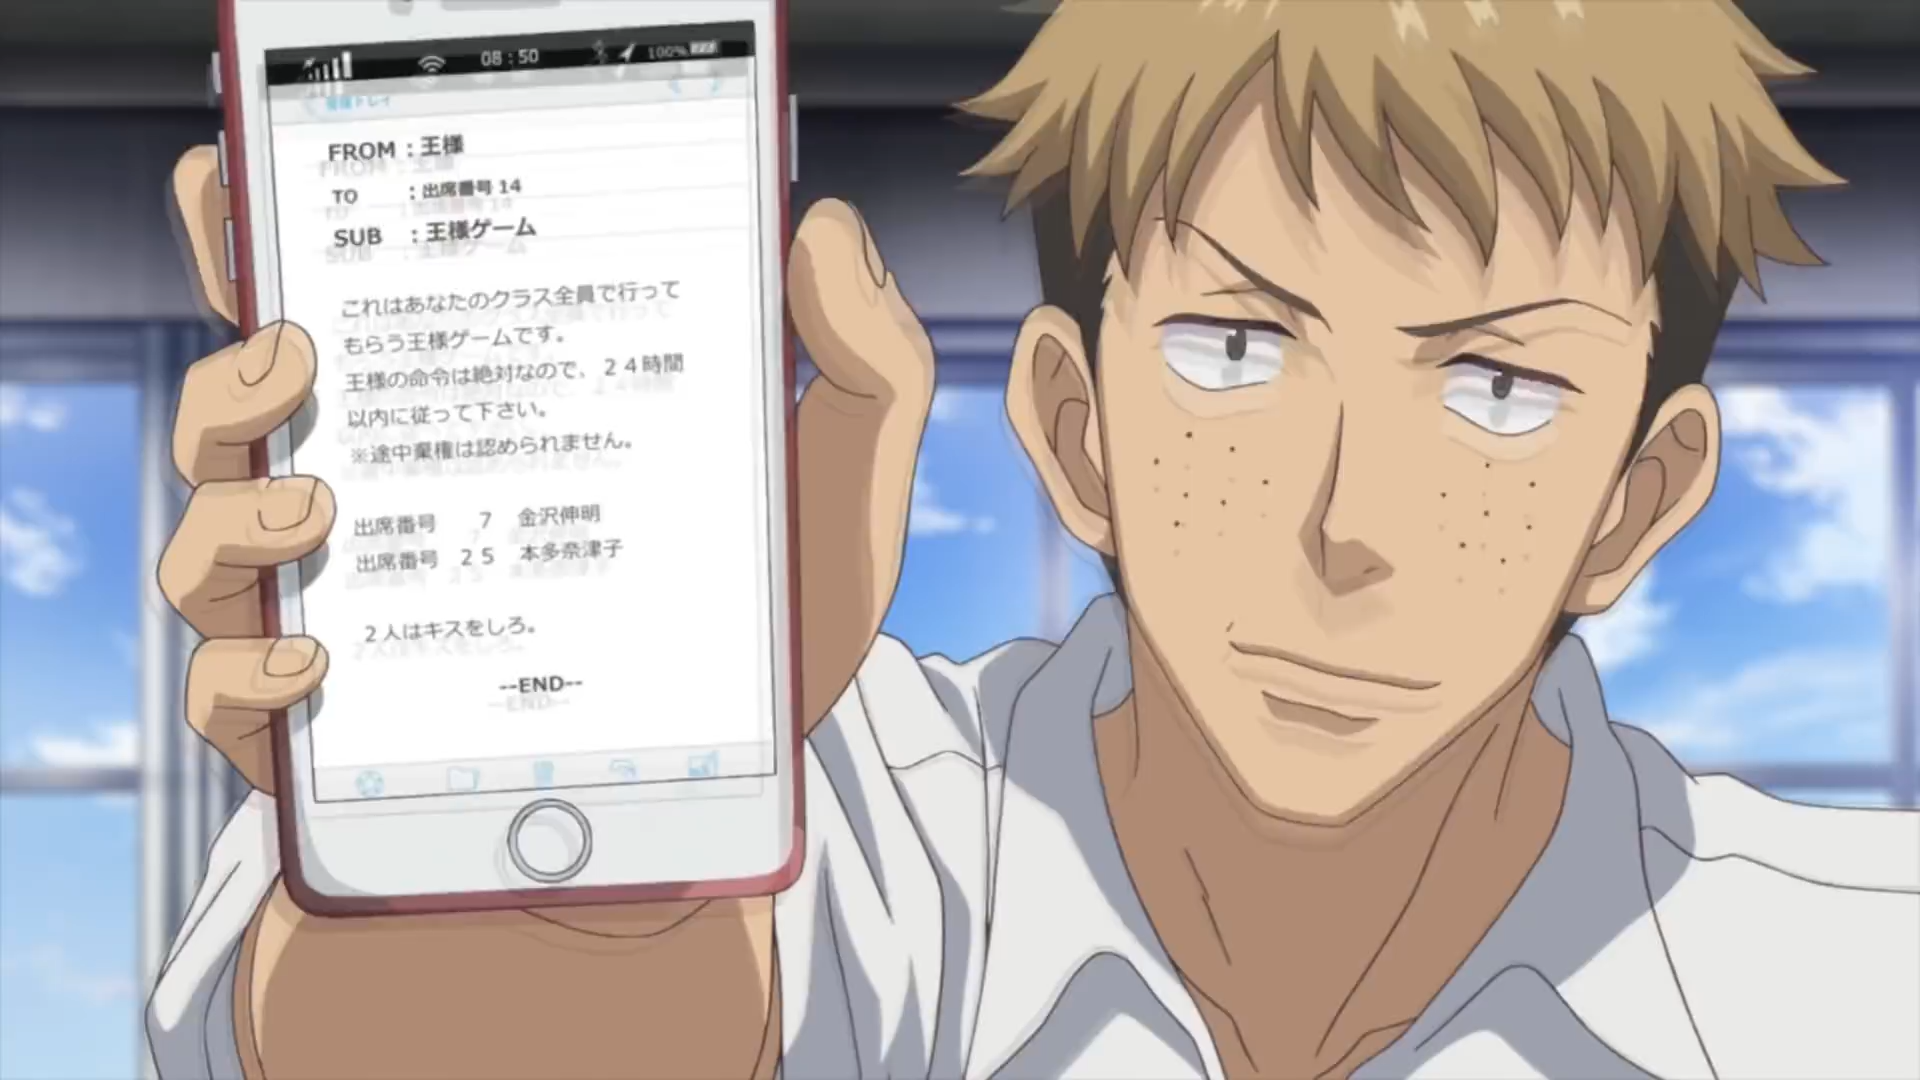 08:50
100%
受信トレイ
FROM : 王様
TO : 出席番号 14
SUB : 王様ゲーム
これはあなたのクラス全員で行って
もらう王様ゲームです。
王様の命令は絶対なので、24時間
以内に従って下さい。
※途中棄権は認められません。
出席番号 7 金沢伸明
出席番号 25 本多奈津子
2人はキスをしろ。
--END--